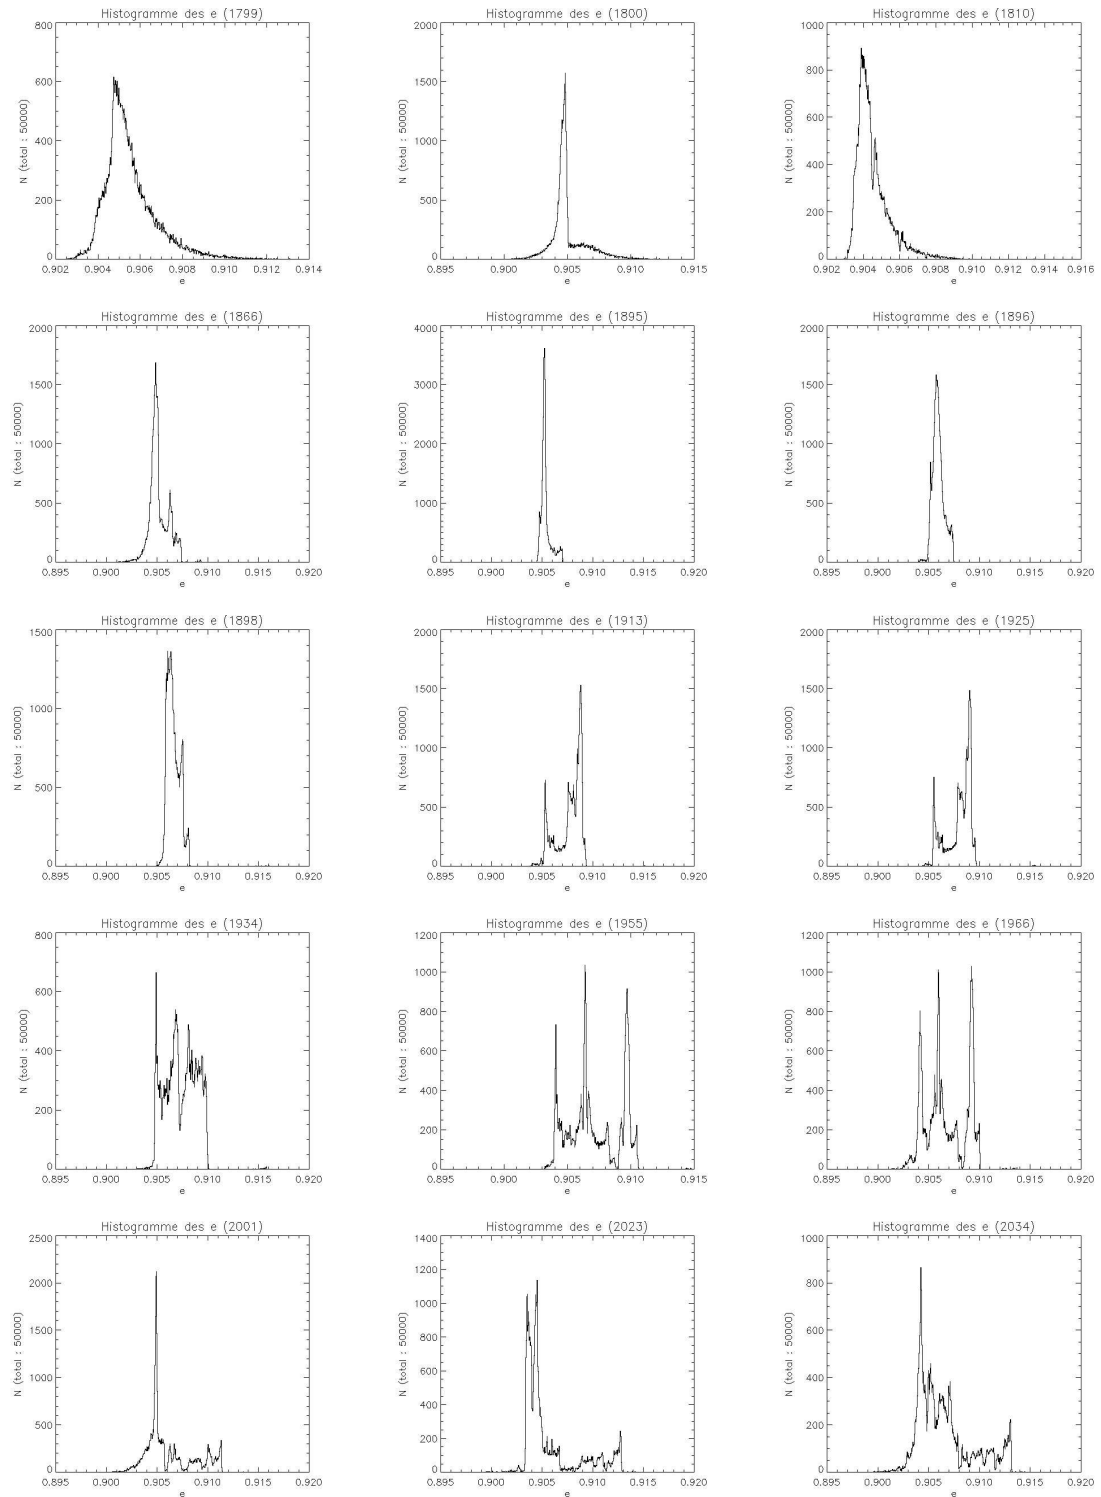 Histogramme des e (1799)
N (total : 50000)
800
600
400
200
0
0.902 0.904 0.906 0.908 0.910 0.912 0.914
e
Histogramme des e (1800)
N (total : 50000)
2000
1500
1000
500
0
0.895 0.900 0.905 0.910 0.915
e
Histogramme des e (1810)
N (total : 50000)
1000
800
600
400
200
0
0.902 0.904 0.906 0.908 0.910 0.912 0.914 0.916
e
Histogramme des e (1866)
N (total : 50000)
2000
1500
1000
500
0
0.895 0.900 0.905 0.910 0.915 0.920
e
Histogramme des e (1895)
N (total : 50000)
4000
3000
2000
1000
0
0.895 0.900 0.905 0.910 0.915 0.920
e
Histogramme des e (1896)
N (total : 50000)
2000
1500
1000
500
0
0.895 0.900 0.905 0.910 0.915 0.920
e
Histogramme des e (1898)
N (total : 50000)
1500
1000
500
0
0.895 0.900 0.905 0.910 0.915 0.920
e
Histogramme des e (1913)
N (total : 50000)
2000
1500
1000
500
0
0.895 0.900 0.905 0.910 0.915 0.920
e
Histogramme des e (1925)
N (total : 50000)
2000
1500
1000
500
0
0.895 0.900 0.905 0.910 0.915 0.920
e
Histogramme des e (1934)
N (total : 50000)
800
600
400
200
0
0.895 0.900 0.905 0.910 0.915 0.920
e
Histogramme des e (1955)
N (total : 50000)
1200
1000
800
600
400
200
0
0.895 0.900 0.905 0.910 0.915
e
Histogramme des e (1966)
N (total : 50000)
1200
1000
800
600
400
200
0
0.895 0.900 0.905 0.910 0.915 0.920
e
Histogramme des e (2001)
N (total : 50000)
2500
2000
1500
1000
500
0
0.895 0.900 0.905 0.910 0.915 0.920
e
Histogramme des e (2023)
N (total : 50000)
1400
1200
1000
800
600
400
200
0
0.895 0.900 0.905 0.910 0.915 0.920
e
Histogramme des e (2034)
N (total : 50000)
1000
800
600
400
200
0
0.895 0.900 0.905 0.910 0.915 0.920
e